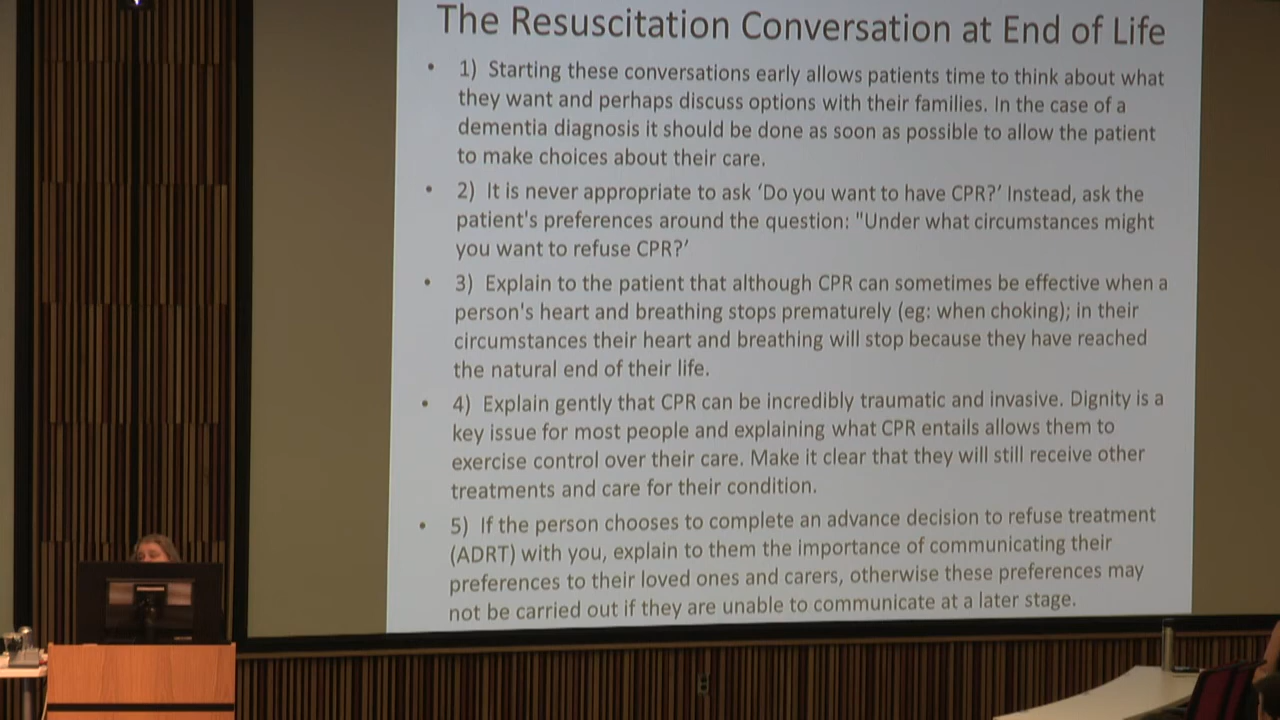 The Resuscitation Conversation at End of Life
• 1) Starting these conversations early allows patients time to think about what
they want and perhaps discuss options with their families. In the case of a
dementia diagnosis it should be done as soon as possible to allow the patient
to make choices about their care.
• 2) It is never appropriate to ask ‘Do you want to have CPR?’ Instead, ask the
patient's preferences around the question: "Under what circumstances might
you want to refuse CPR?’
• 3) Explain to the patient that although CPR can sometimes be effective when a
person's heart and breathing stops prematurely (eg: when choking); in their
circumstances their heart and breathing will stop because they have reached
the natural end of their life.
• 4) Explain gently that CPR can be incredibly traumatic and invasive. Dignity is a
key issue for most people and explaining what CPR entails allows them to
exercise control over their care. Make it clear that they will still receive other
treatments and care for their condition.
• 5) If the person chooses to complete an advance decision to refuse treatment
(ADRT) with you, explain to them the importance of communicating their
preferences to their loved ones and carers, otherwise these preferences may
not be carried out if they are unable to communicate at a later stage.